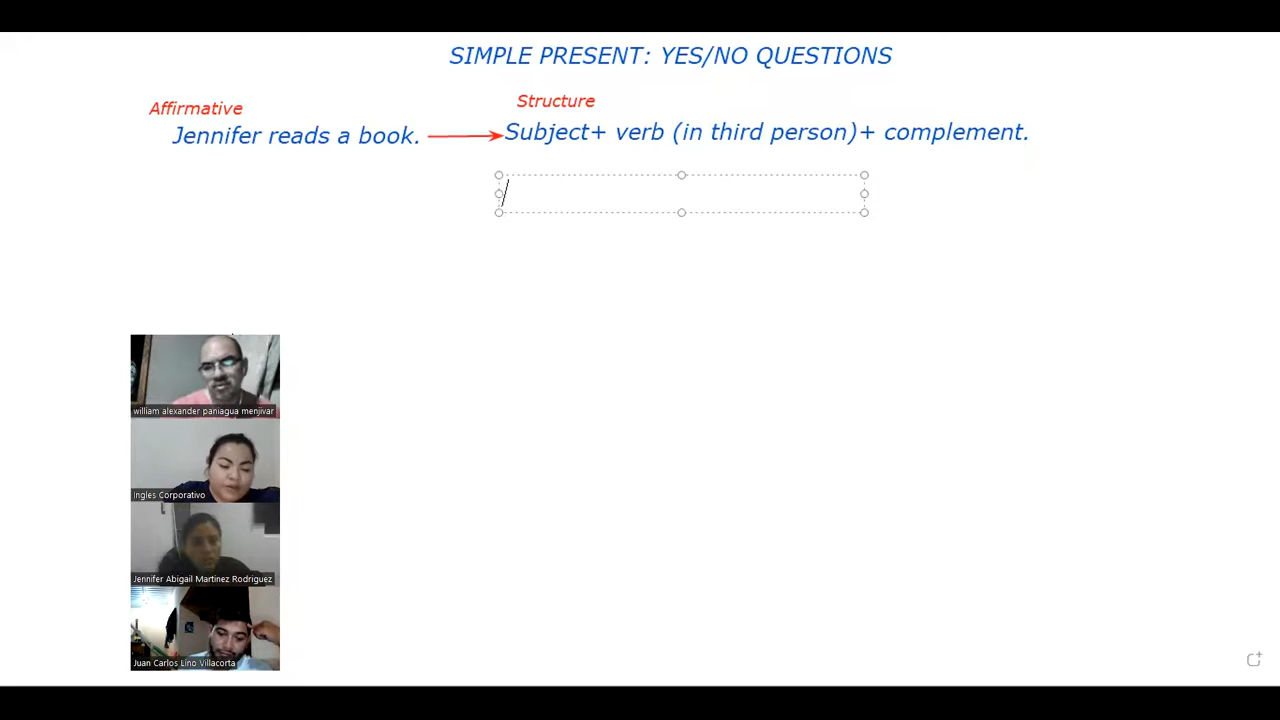 SIMPLE PRESENT: YES/NO QUESTIONS
Affirmative
Structure
Jennifer reads a book.
Subject+ verb (in third person)+ complement.
william alexander paniagua menjivar
Ingles Corporativo
Jennifer Abigail Martinez Rodriguez
Juan Carlos Lino Villacorta